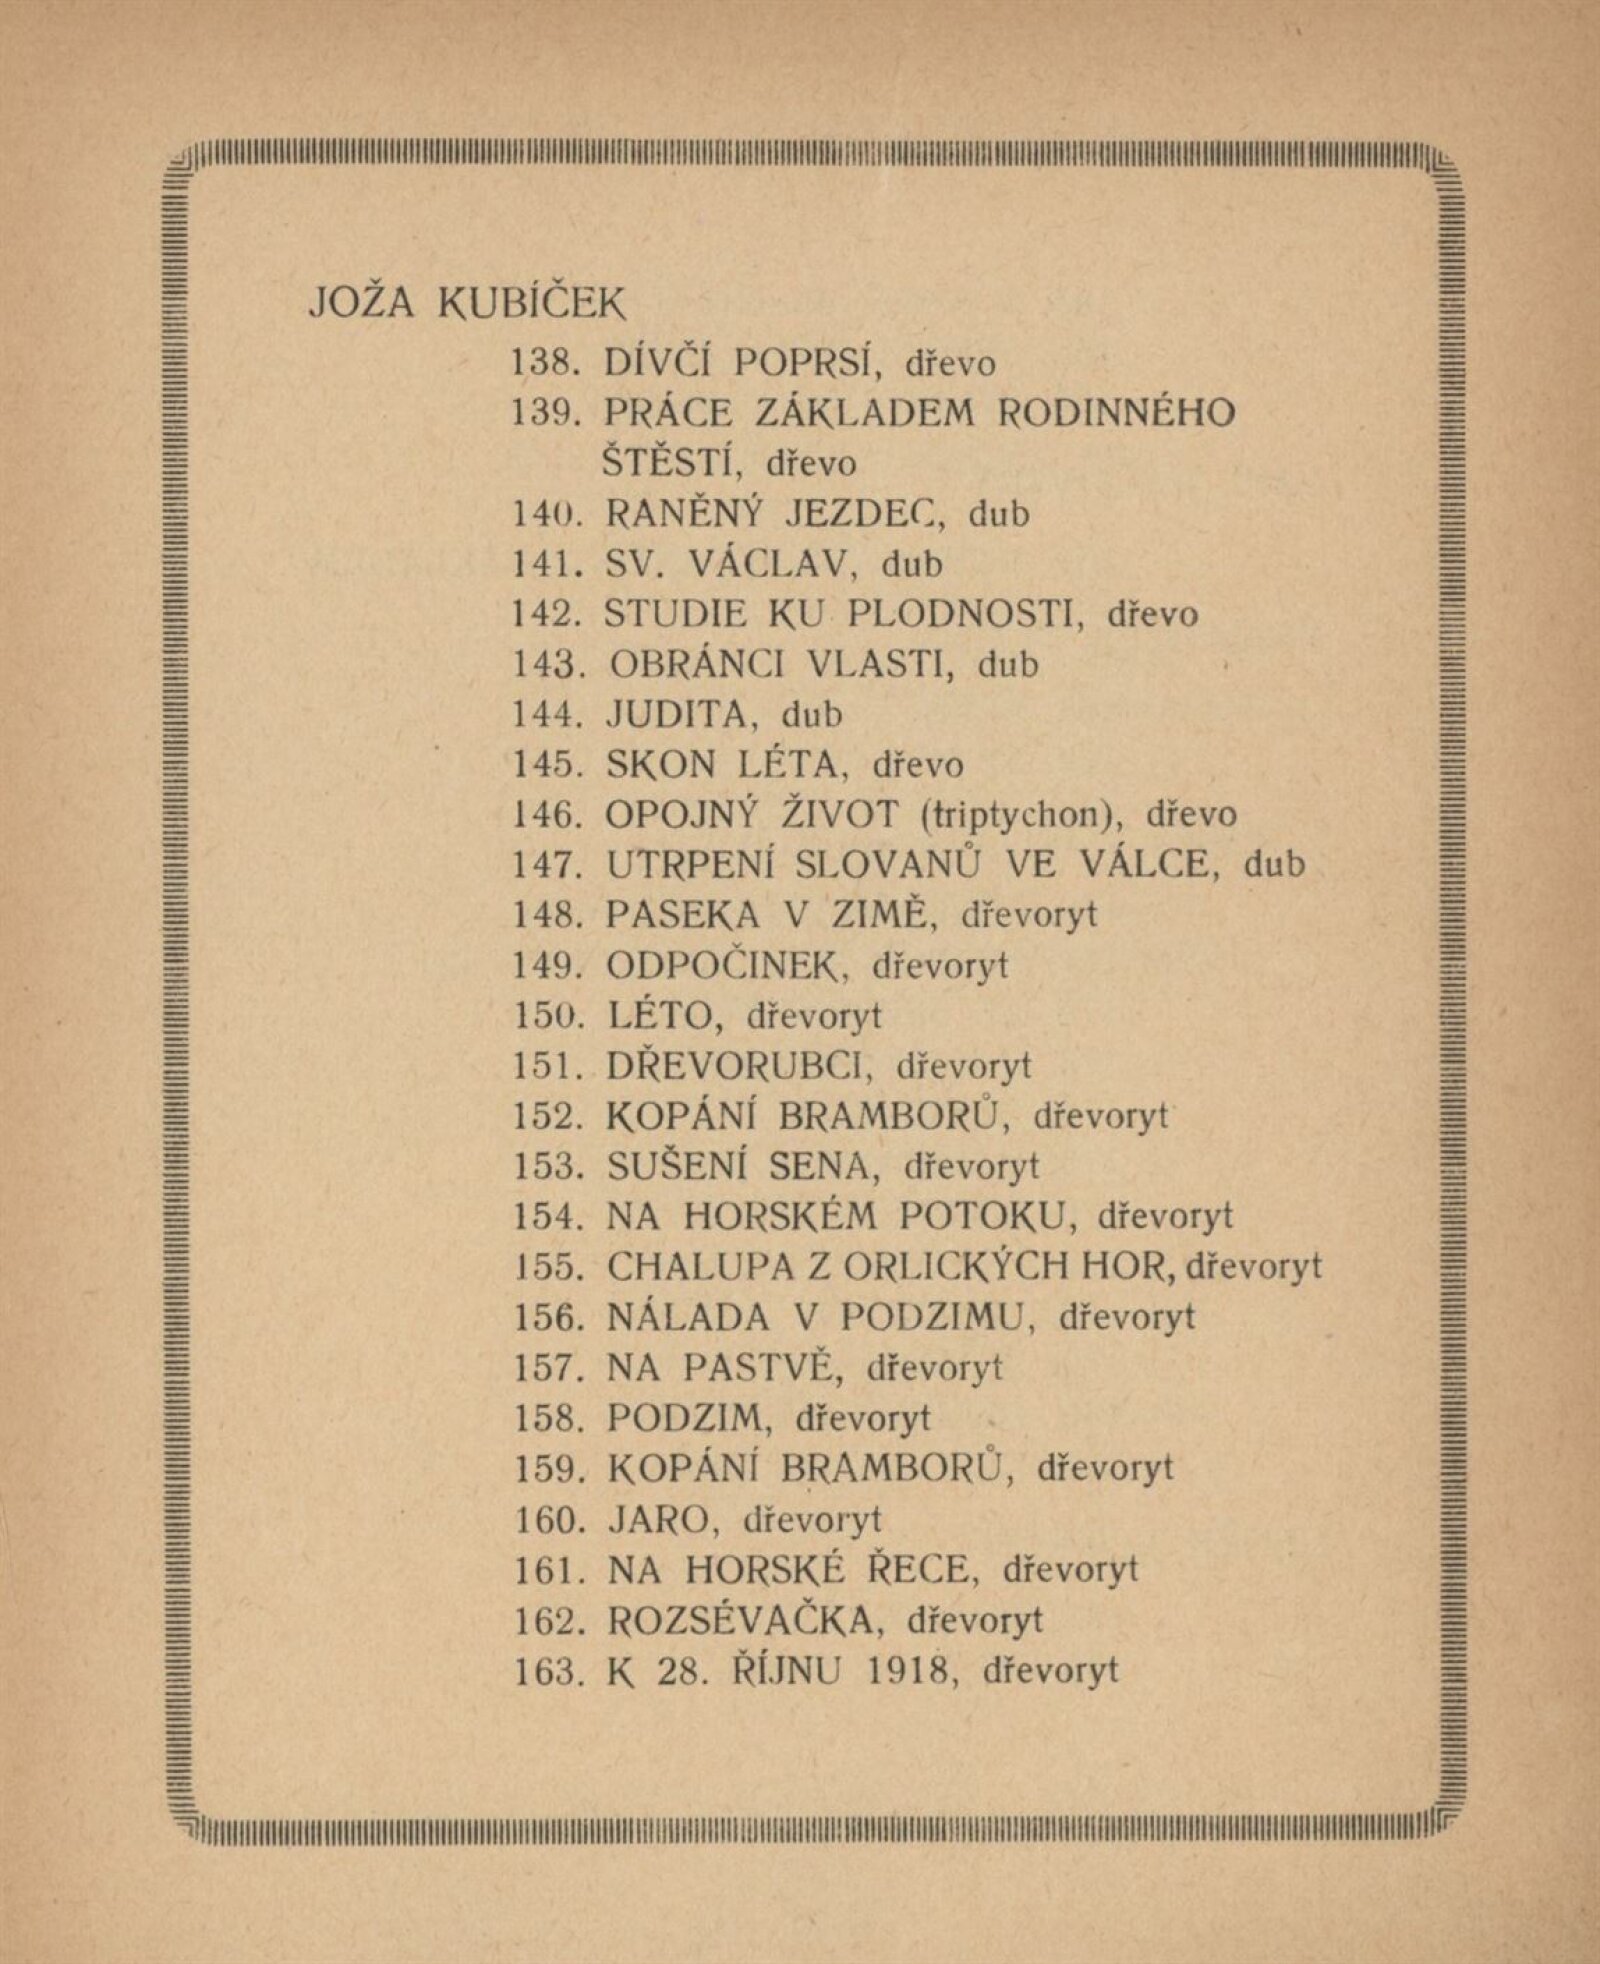 JOŽA KUBÍČEK
138. DÍVČÍ POPRSÍ, dřevo
139. PRÁCE ZÁKLADEM RODINNÉHO
ŠTĚSTÍ, dřevo
140. RANĚNÝ JEZDEC, dub
141. SV. VÁCLAV, dub
142. STUDIE KU PLODNOSTI, dřevo
143. OBRÁNCI VLASTI, dub
144. JUDITA, dub
145. SKON LÉTA, dřevo
146. OPOJNÝ ŽIVOT (triptychon), dřevo
147. UTRPENÍ SLOVANŮ VE VÁLCE, dub
148. PASEKA V ZIMĚ, dřevoryt
149. ODPOČINEK, dřevoryt
150. LÉTO, dřevoryt
151. DŘEVORUBCI, dřevoryt
152. KOPÁNÍ BRAMBORŮ, dřevoryt
153. SUŠENÍ SENA, dřevoryt
154. NA HORSKÉM POTOKU, dřevoryt
155. CHALUPA Z ORLICKÝCH HOR, dřevoryt
156. NÁLADA V PODZIMU, dřevoryt
157. NA PASTVĚ, dřevoryt
158. PODZIM, dřevoryt
159. KOPÁNÍ BRAMBORŮ, dřevoryt
160. JARO, dřevoryt
161. NA HORSKÉ ŘECE, dřevoryt
162. ROZSÉVAČKA, dřevoryt
163. K 28. ŘÍJNU 1918, dřevoryt